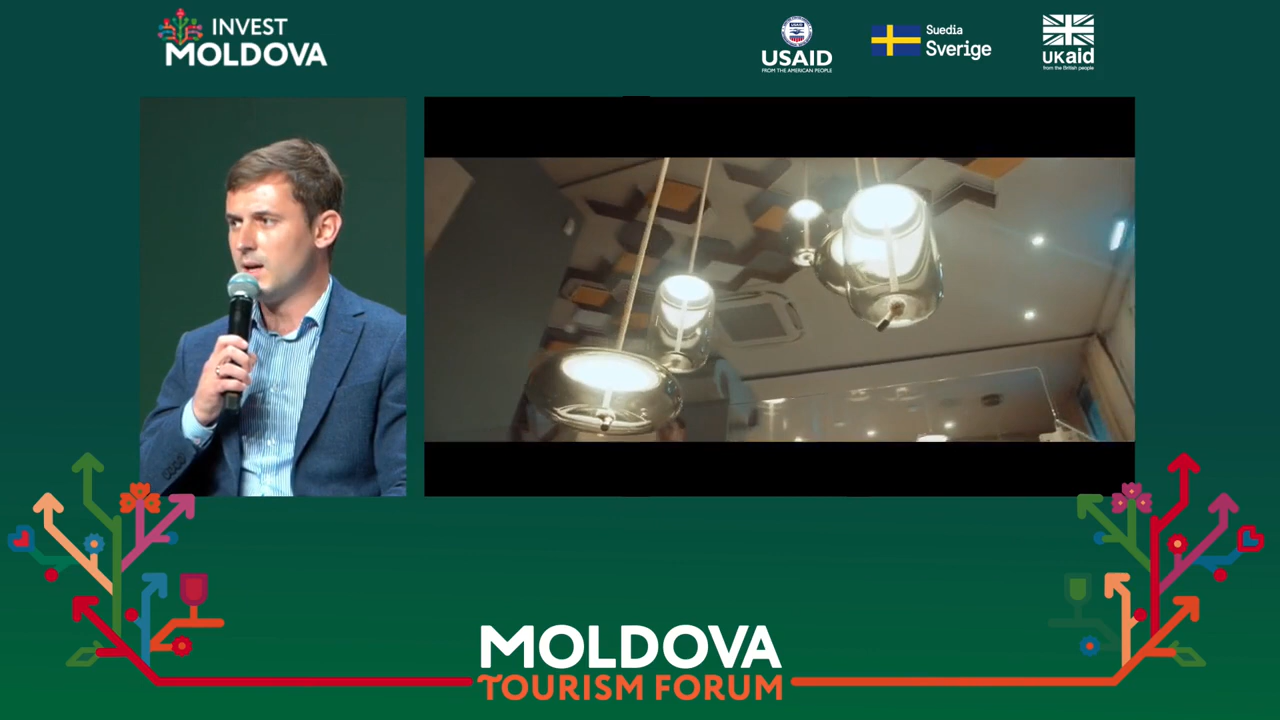 INVEST
MOLDOVA
USAID
FROM THE AMERICAN PEOPLE
Suedia
Sverige
UKaid
from the British people
MOLDOVA
TOURISM FORUM